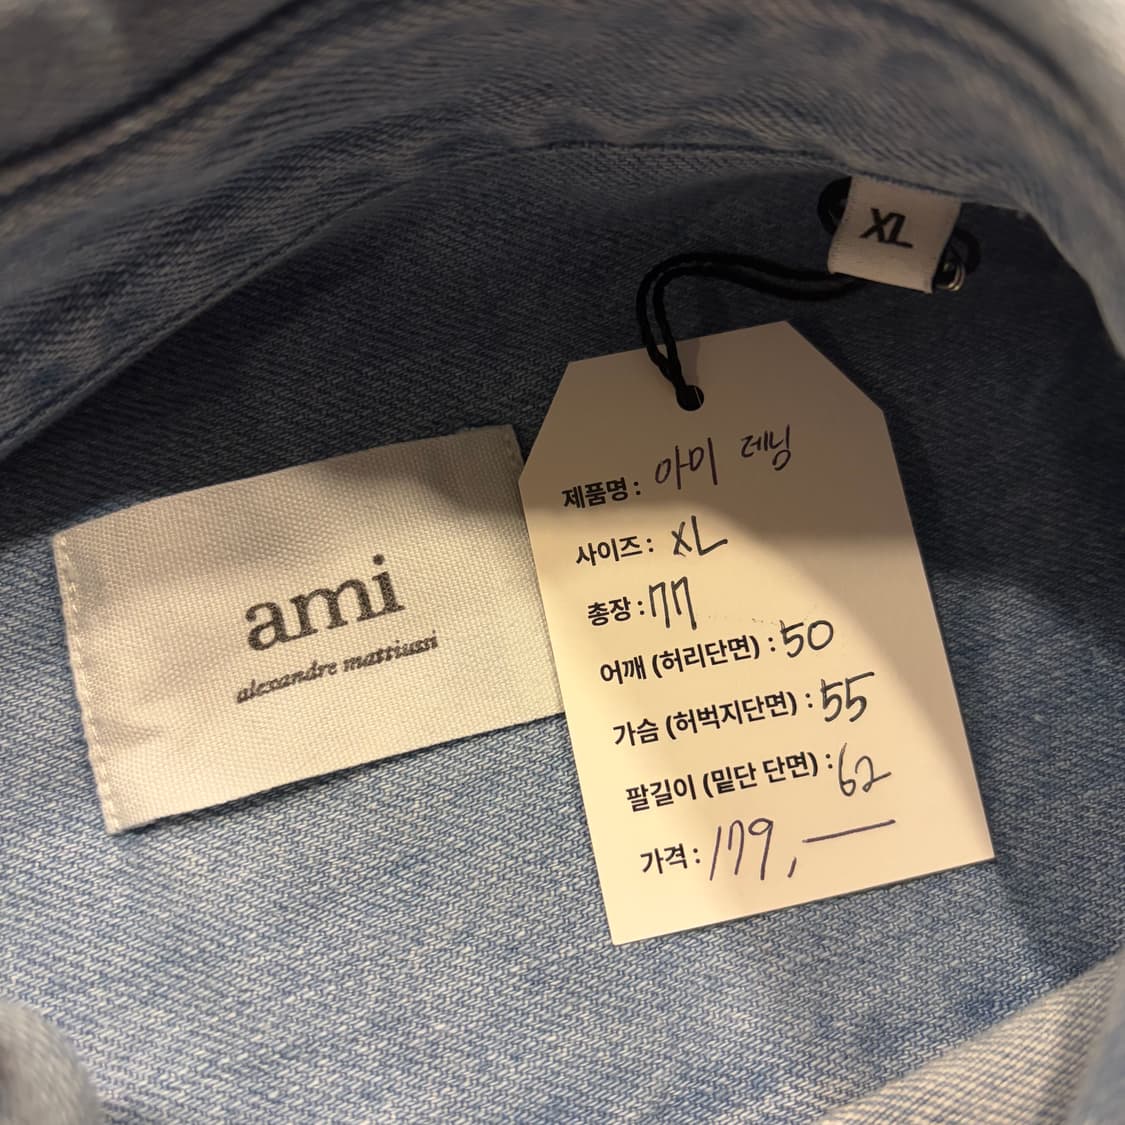 XL
ami
alexandre mattiussi
제품명 : 아미 데님
사이즈 : XL
총장 : 77
어깨 (허리단면) : 50
가슴 (허벅지단면) : 55
팔길이 (밑단 단면) : 62
가격 : 179,—